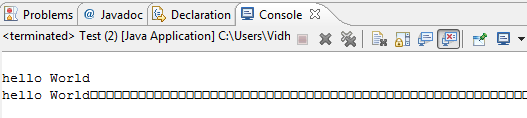 Problems @ Javadoc Declaration Console
<terminated> Test (2) [Java Application] C:\Users\Vidh
hello World
hello World□□□□□□□□□□□□□□□□□□□□□□□□□□□□□□□□□□□□□□□□□□□□□□□□□□□□□□